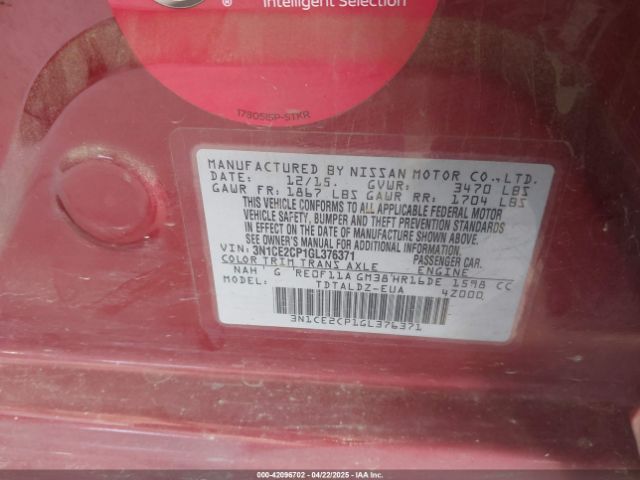 ® Intelligent Selection
1730515P-STKR
MANUFACTURED BY NISSAN MOTOR CO.,LTD.
DATE: 12/15. GVWR: 3470 LBS
GAWR FR: 1867 LBS GAWR RR: 1704 LBS
THIS VEHICLE CONFORMS TO ALL APPLICABLE FEDERAL MOTOR
VEHICLE SAFETY, BUMPER AND THEFT PREVENTION STANDARDS
IN EFFECT ON THE DATE OF MANUFACTURE SHOWN ABOVE.
SEE OWNER'S MANUAL FOR ADDITIONAL INFORMATION.
VIN: 3N1CE2CP1GL376371 PASSENGER CAR.
COLOR TRIM TRANS AXLE ENGINE
NAH G RE0F11A GM38 HR16DE 1598 CC
MODEL: TDTALDZ-EUA 4Z000
3N1CE2CP1GL376371
000-42096702 - 04/22/2025 - IAAI.COM